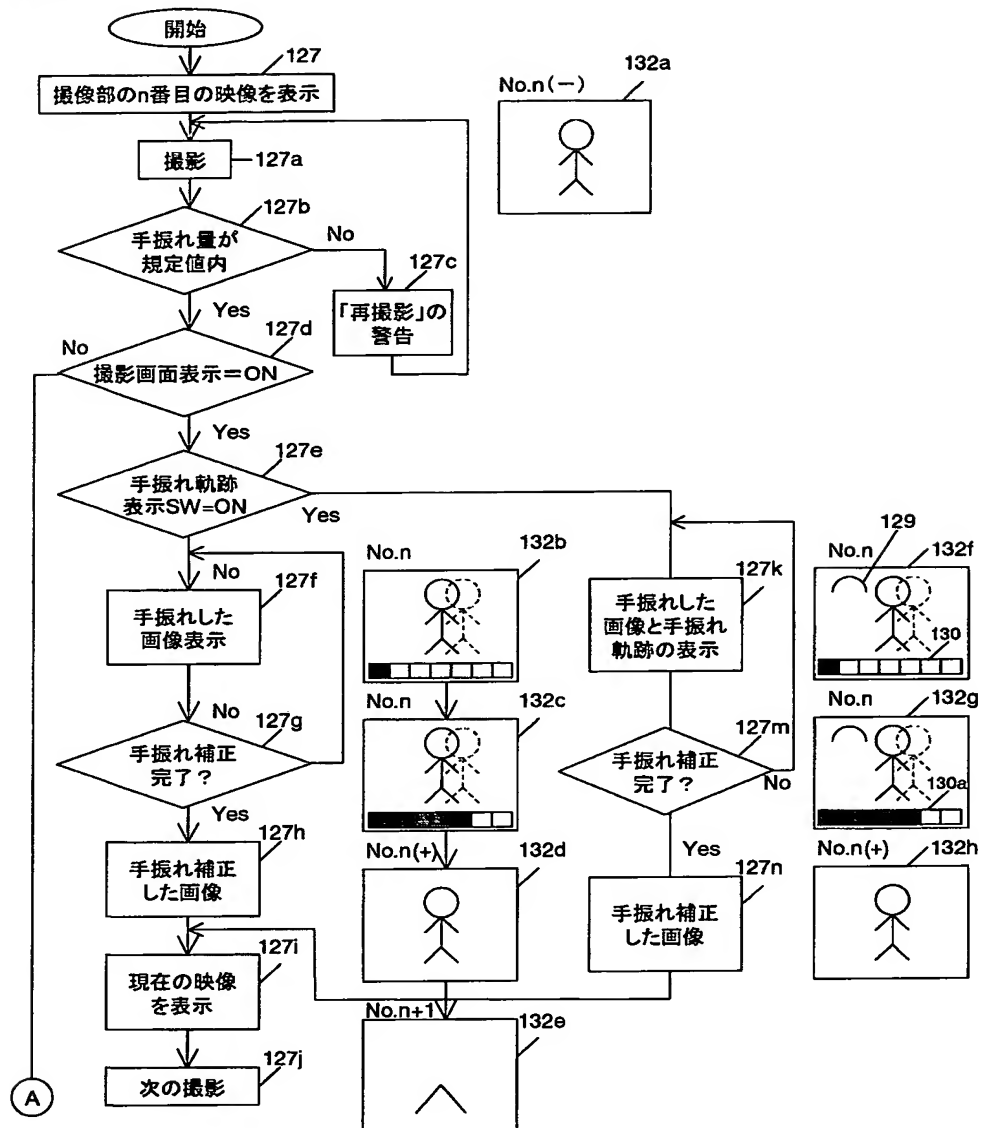 開始
127
撮像部のn番目の映像を表示
132a
No.n(－)
撮影
127a
127b
手振れ量が
規定値内
No
127c
「再撮影」の
警告
Yes
127d
No
撮影画面表示＝ON
Yes
127e
手振れ軌跡
表示SW=ON
Yes
No
127f
手振れした
画像表示
No
127g
手振れ補正
完了？
Yes
127h
手振れ補正
した画像
127i
現在の映像
を表示
127j
次の撮影
A
No.n
132b
No.n
132c
No.n(+)
132d
No.n+1
132e
127k
手振れした
画像と手振れ
軌跡の表示
127m
手振れ補正
完了？
No
Yes
127n
手振れ補正
した画像
129
No.n
132f
130
No.n
132g
130a
No.n(+)
132h